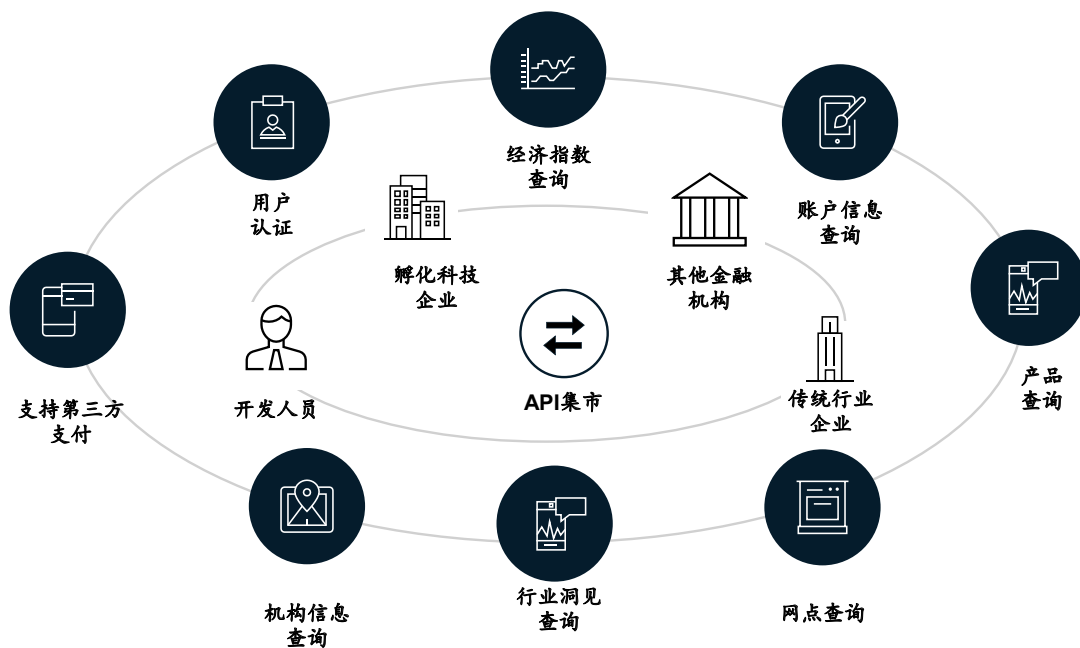 经济指数
查询
用户
认证
账户信息
查询
孵化科技
企业
其他金融
机构
支持第三方
支付
开发人员
API集市
传统行业
企业
产品
查询
机构信息
查询
行业洞见
查询
网点查询